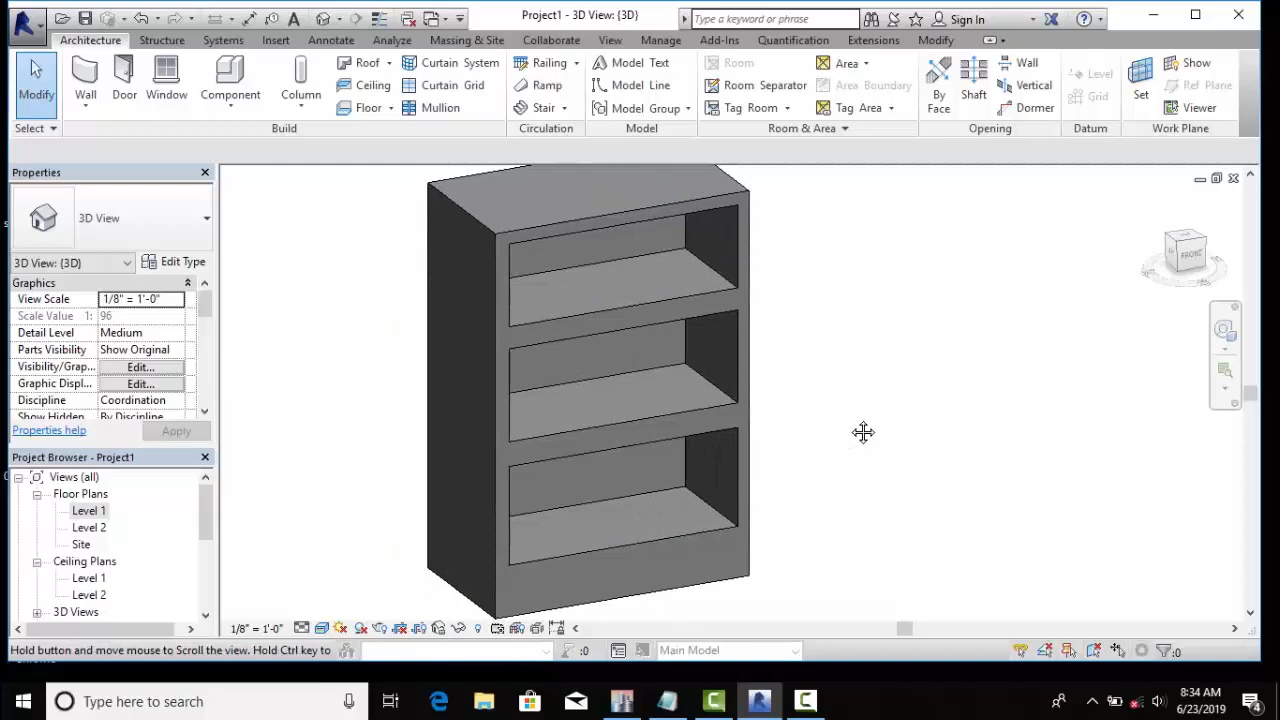 Project1 - 3D View: {3D}
Type a keyword or phrase
Sign In
Architecture Structure Systems Insert Annotate Analyze Massing & Site Collaborate View Manage Add-Ins Quantification Extensions Modify
Modify
Wall
Door
Window
Component
Column
Roof
Ceiling
Floor
Curtain System
Curtain Grid
Mullion
Railing
Ramp
Stair
Model Text
Model Line
Model Group
Room
Room Separator
Tag Room
Area
Area Boundary
Tag Area
By Face
Shaft
Wall
Vertical
Dormer
Level
Grid
Set
Show
Ref Plane
Viewer
Select Build Circulation Model Room & Area Opening Datum Work Plane
Properties
3D View
3D View: {3D} Edit Type
Graphics
View Scale 1/8" = 1'-0"
Scale Value 1: 96
Detail Level Medium
Parts Visibility Show Original
Visibility/Grap... Edit...
Graphic Displ... Edit...
Discipline Coordination
Show Hidden By Discipline
Properties help Apply
Project Browser - Project1
Views (all)
Floor Plans
Level 1
Level 2
Site
Ceiling Plans
Level 1
Level 2
3D Views
FRONT
1/8" = 1'-0"
Hold button and move mouse to Scroll the view. Hold Ctrl key to
:0
Main Model
:0
Type here to search
8:34 AM
6/23/2019
4